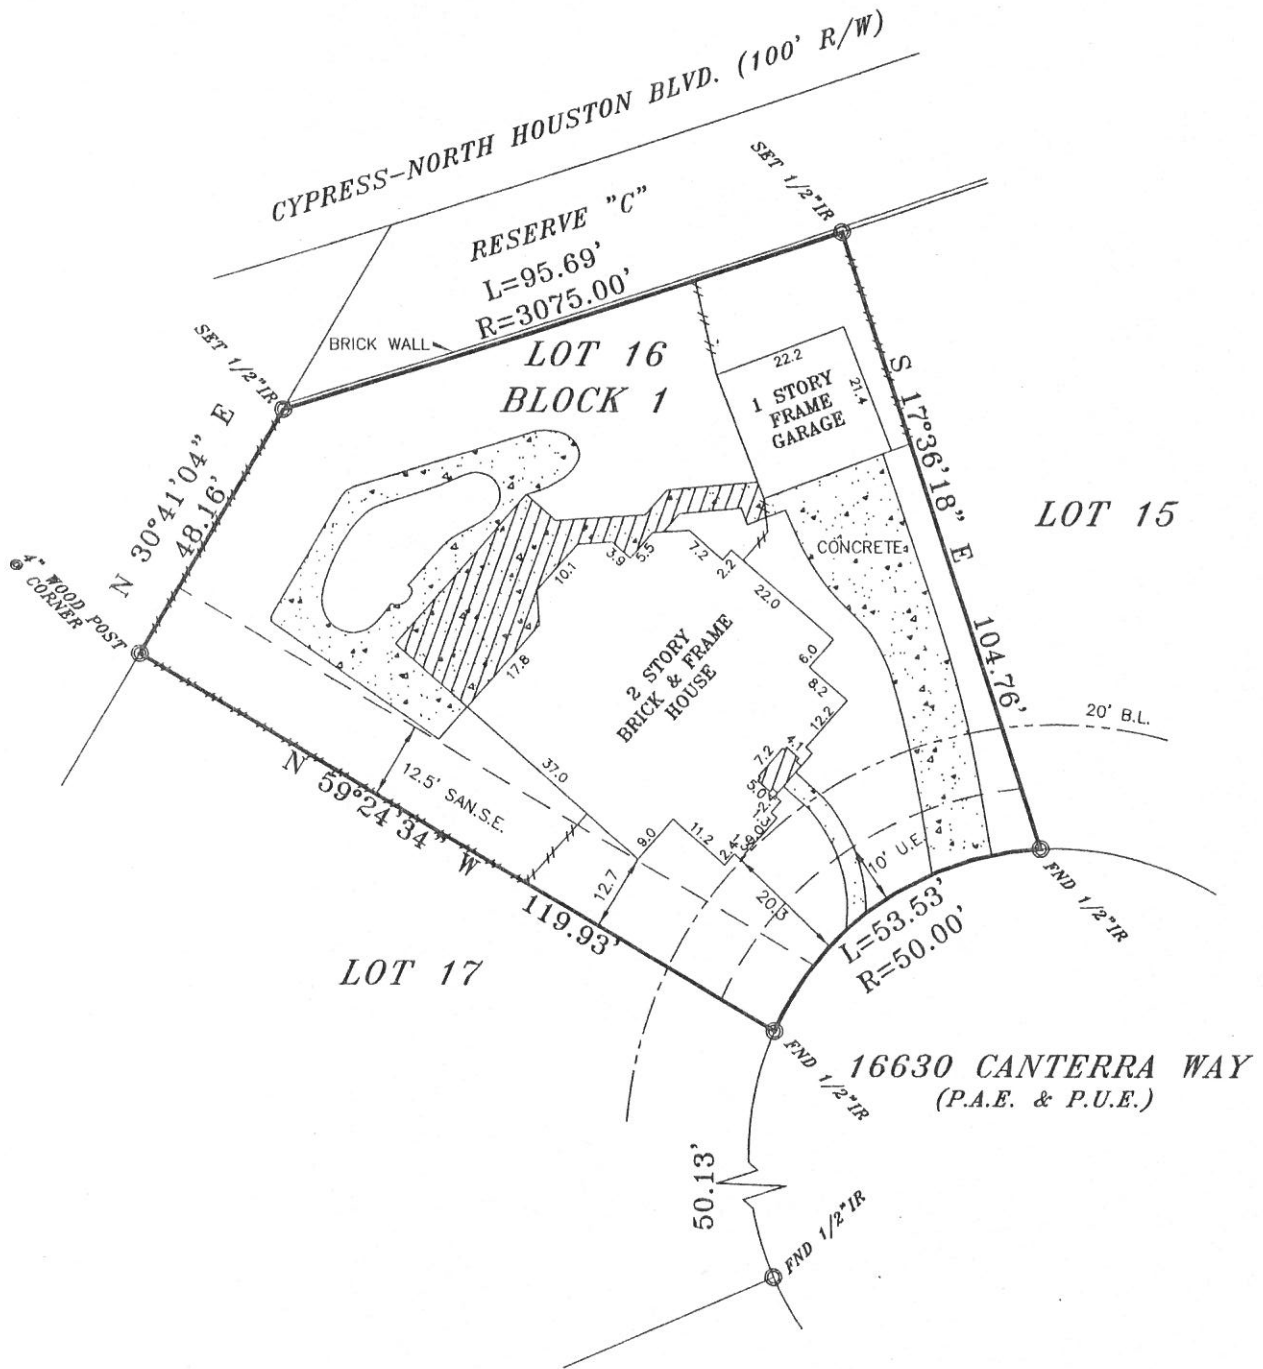 CYPRESS-NORTH HOUSTON BLVD. (100' R/W)
SET 1/2"IR
RESERVE "C"
L=95.69'
R=3075.00'
SET 1/2"IR
BRICK WALL
LOT 16
BLOCK 1
22.2
21.4
1 STORY
FRAME
GARAGE
S 17°36'18" E
104.76'
N 30°41'04" E
48.16'
LOT 15
CONCRETE
4" WOOD POST
CORNER
10.1
3.9
5.5
7.2
2.2
22.0
6.0
8.2
12.2
4.1
7.2
5.0
2 STORY
BRICK & FRAME
HOUSE
17.8
37.0
20' B.L.
12.5' SAN.S.E.
N 59°24'34" W
119.93'
9.0
11.2
2.4
12.7
20.3
10' U.E.
L=53.53'
R=50.00'
FND 1/2"IR
LOT 17
FND 1/2"IR
16630 CANTERRA WAY
(P.A.E. & P.U.E.)
50.13'
FND 1/2"IR